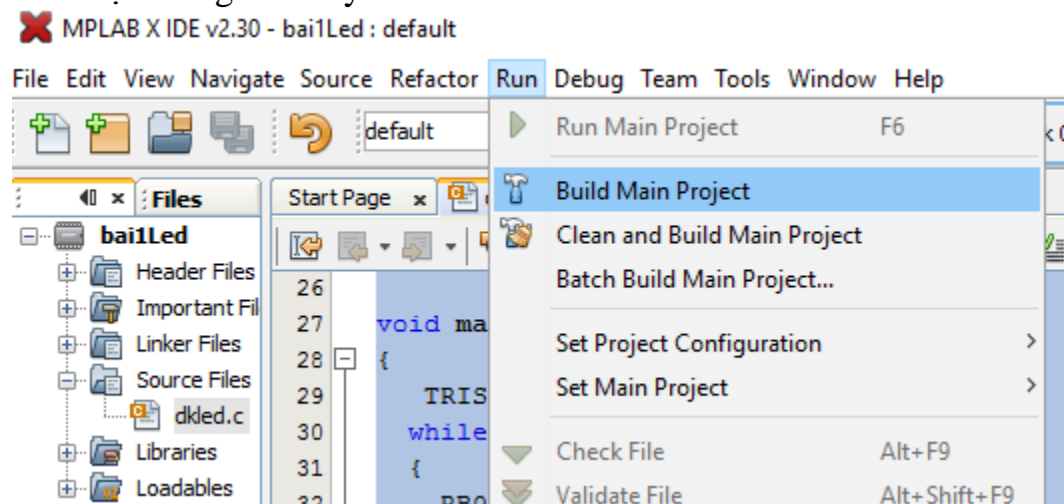 MPLAB X IDE v2.30 - bai1Led : default
File Edit View Navigate Source Refactor Run Debug Team Tools Window Help
default
Run Main Project F6
Files
Start Page
Build Main Project
bai1Led
Clean and Build Main Project
Header Files
26
Batch Build Main Project...
Important Fil
27 void ma
Linker Files
28 {
Set Project Configuration
Source Files
29 TRIS
Set Main Project
dkled.c
30 while
Libraries
31 {
Check File Alt+F9
Loadables
32 RB0
Validate File Alt+Shift+F9